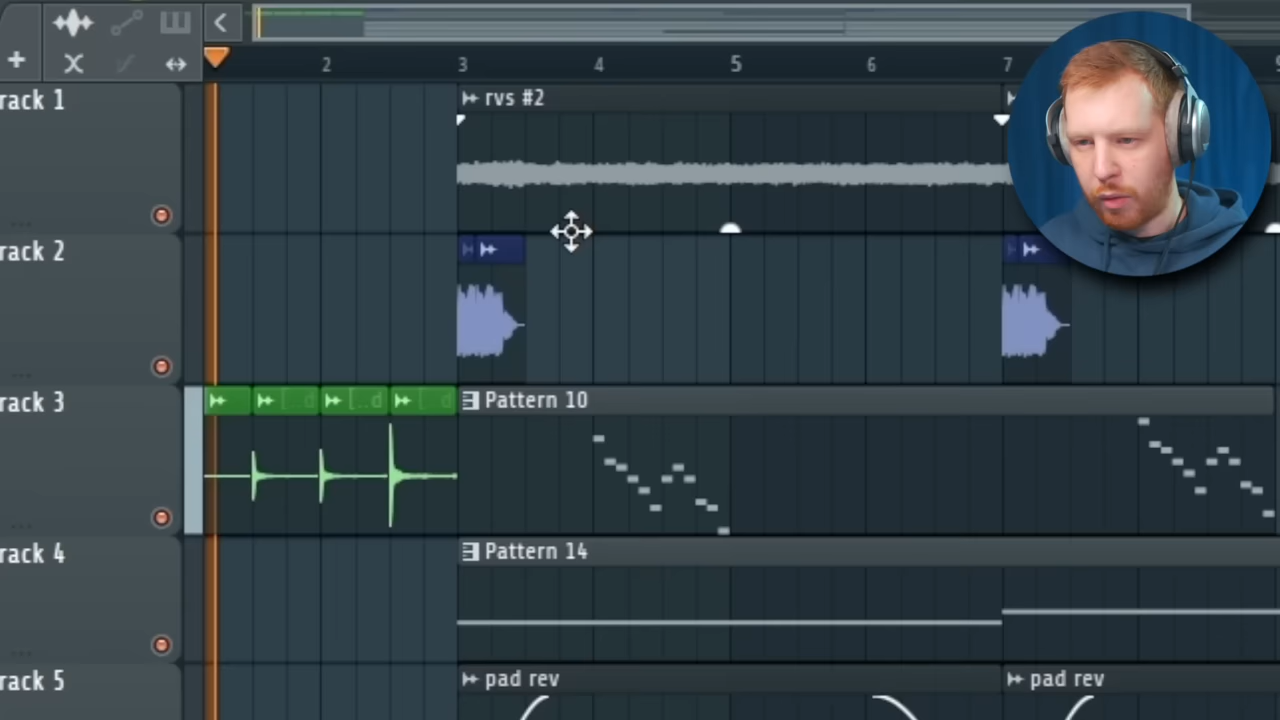 2 3 4 5 6 7
rack 1
rvs #2
rack 2
rack 3
Pattern 10
rack 4
Pattern 14
rack 5
pad rev
pad rev